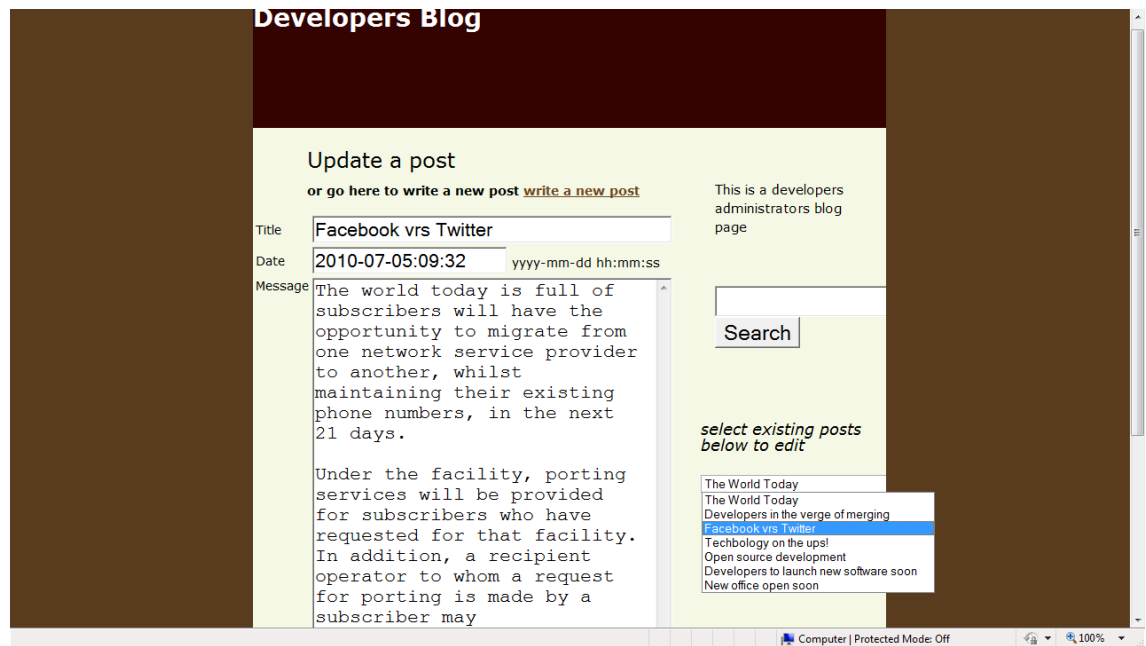 Developers Blog
Update a post
or go here to write a new post write a new post
Title
Facebook vrs Twitter
Date
2010-07-05:09:32
yyyy-mm-dd hh:mm:ss
Message
The world today is full of
subscribers will have the
opportunity to migrate from
one network service provider
to another, whilst
maintaining their existing
phone numbers, in the next
21 days.
Under the facility, porting
services will be provided
for subscribers who have
requested for that facility.
In addition, a recipient
operator to whom a request
for porting is made by a
subscriber may
This is a developers
administrators blog
page
Search
select existing posts
below to edit
The World Today
The World Today
Developers in the verge of merging
Facebook vrs Twitter
Techbology on the ups!
Open source development
Developers to launch new software soon
New office open soon
Computer | Protected Mode: Off
100%